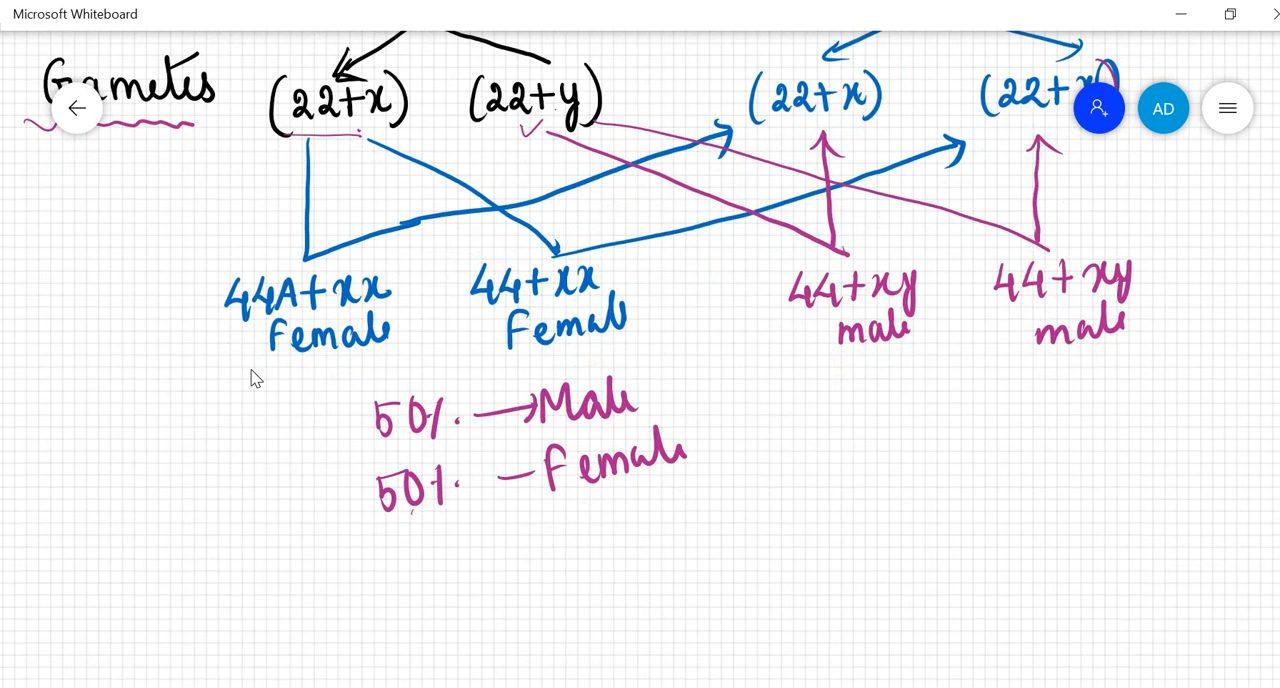 Microsoft Whiteboard
Gametes (22+x) (22+y) (22+x) (22+x)
AD
44A+xx 44+xx 44+xy 44+xy
Female Female male male
50% → Male
50% – Female